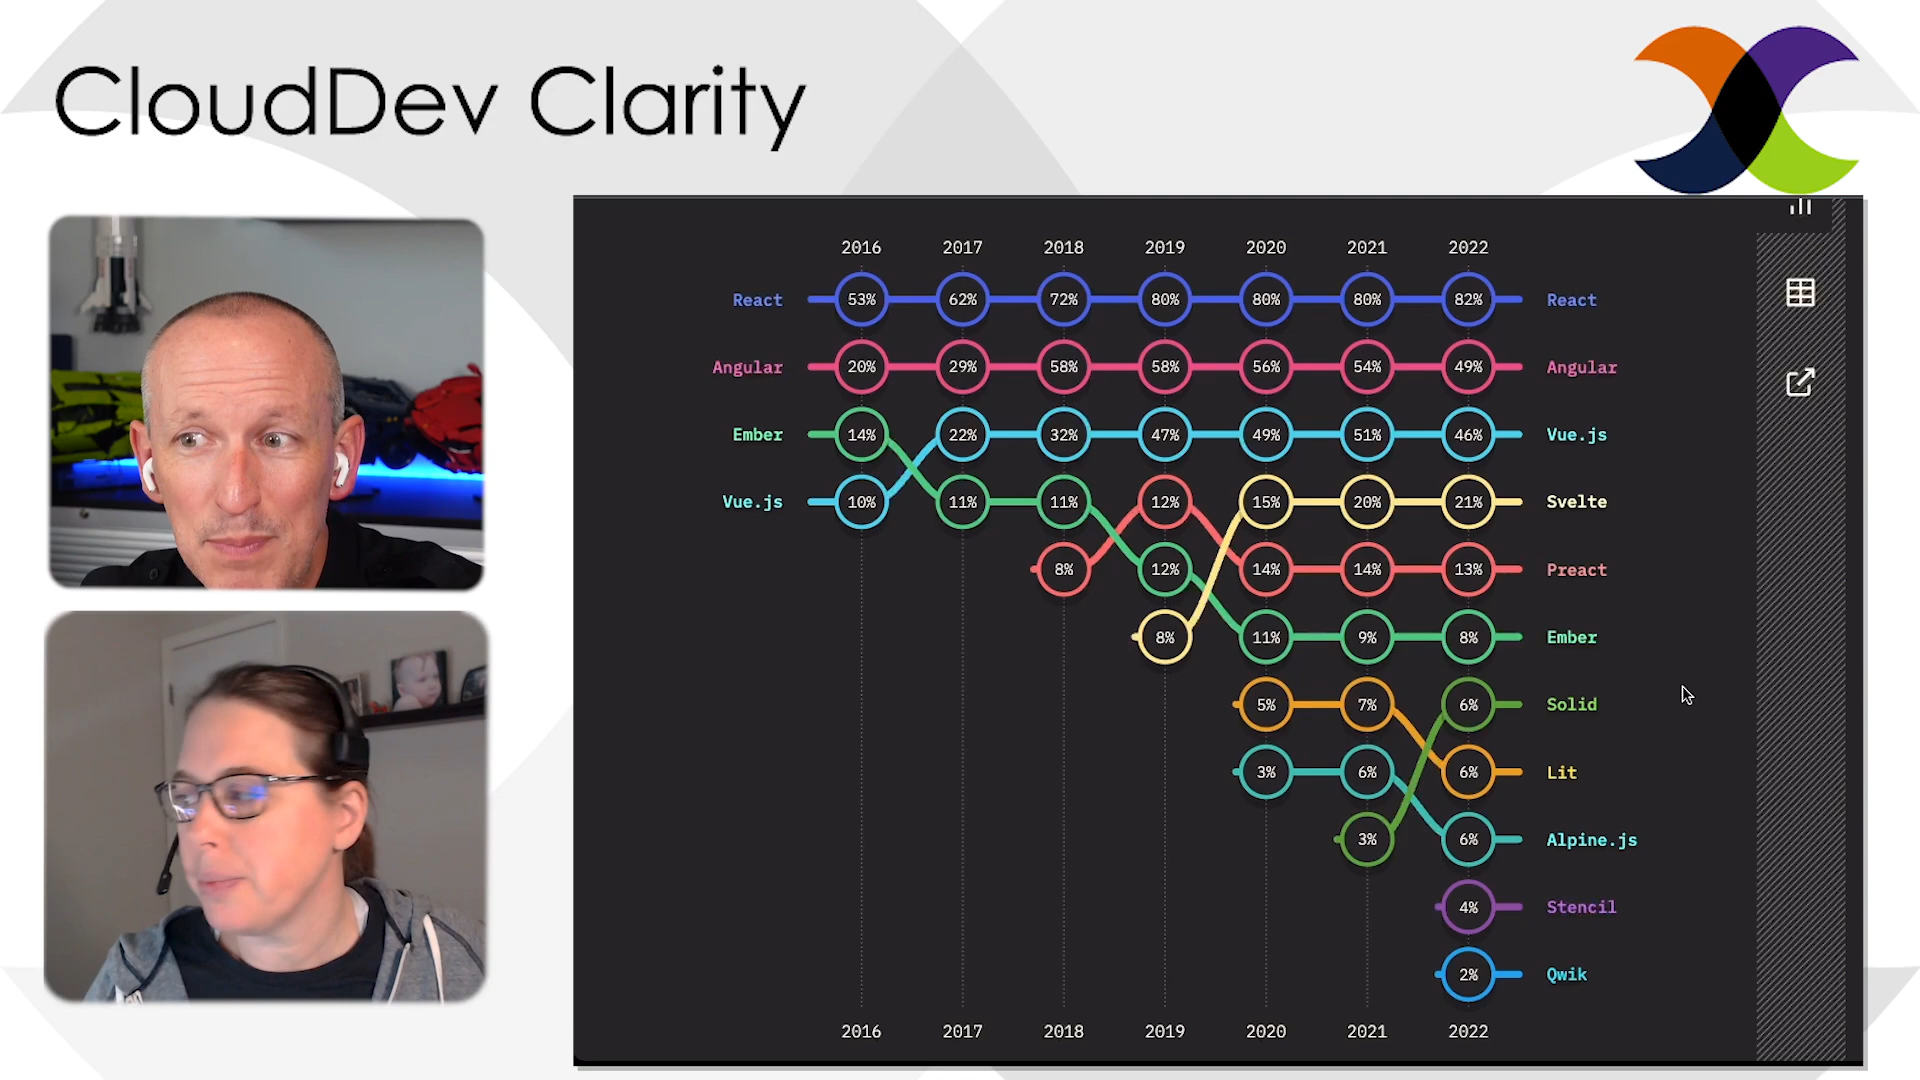 CloudDev Clarity
2016 2017 2018 2019 2020 2021 2022
React 53% 62% 72% 80% 80% 80% 82% React
Angular 20% 29% 58% 58% 56% 54% 49% Angular
Ember 14% 22% 32% 47% 49% 51% 46% Vue.js
Vue.js 10% 11% 11% 12% 15% 20% 21% Svelte
8% 12% 14% 14% 13% Preact
8% 11% 9% 8% Ember
5% 7% 6% Solid
3% 6% 6% Lit
3% 6% Alpine.js
4% Stencil
2% Qwik
2016 2017 2018 2019 2020 2021 2022